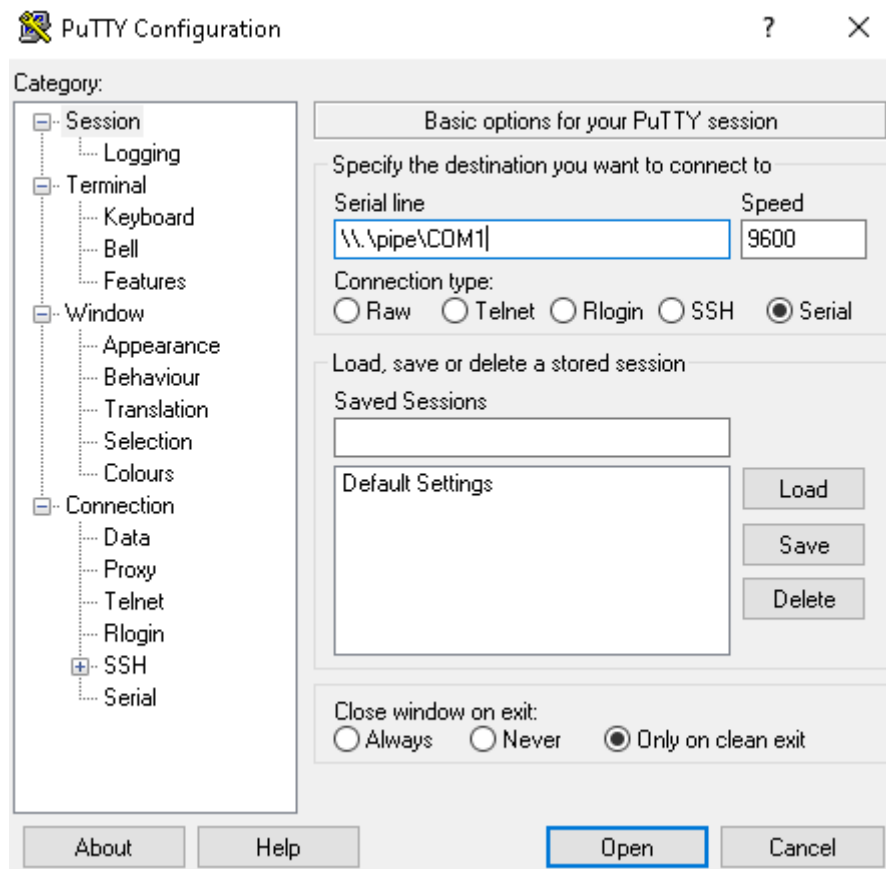 PuTTY Configuration
?
Category:
Session
Logging
Terminal
Keyboard
Bell
Features
Window
Appearance
Behaviour
Translation
Selection
Colours
Connection
Data
Proxy
Telnet
Rlogin
SSH
Serial
Basic options for your PuTTY session
Specify the destination you want to connect to
Serial line Speed
\\.\pipe\COM1 9600
Connection type:
Raw Telnet Rlogin SSH Serial
Load, save or delete a stored session
Saved Sessions
Default Settings
Load
Save
Delete
Close window on exit:
Always Never Only on clean exit
About Help Open Cancel